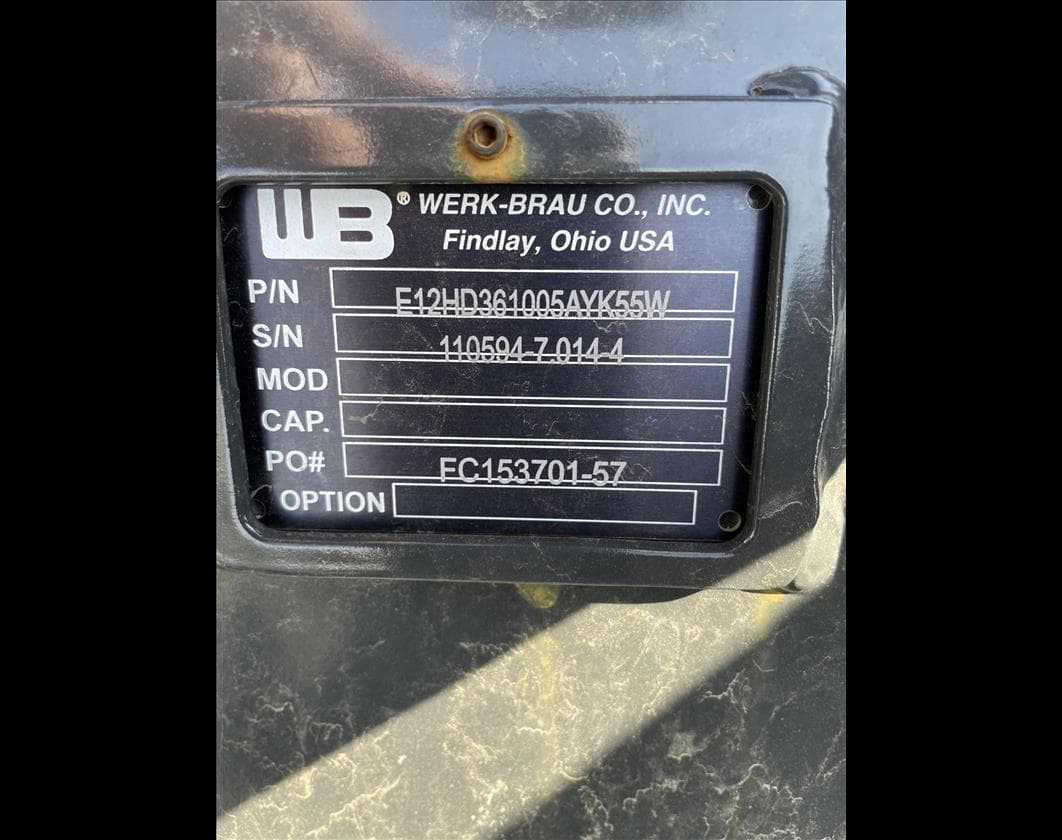 WB® WERK-BRAU CO., INC.
Findlay, Ohio USA
P/N E12HD361005AYK55W
S/N 110594-7.014-4
MOD
CAP.
PO# FC153701-57
OPTION